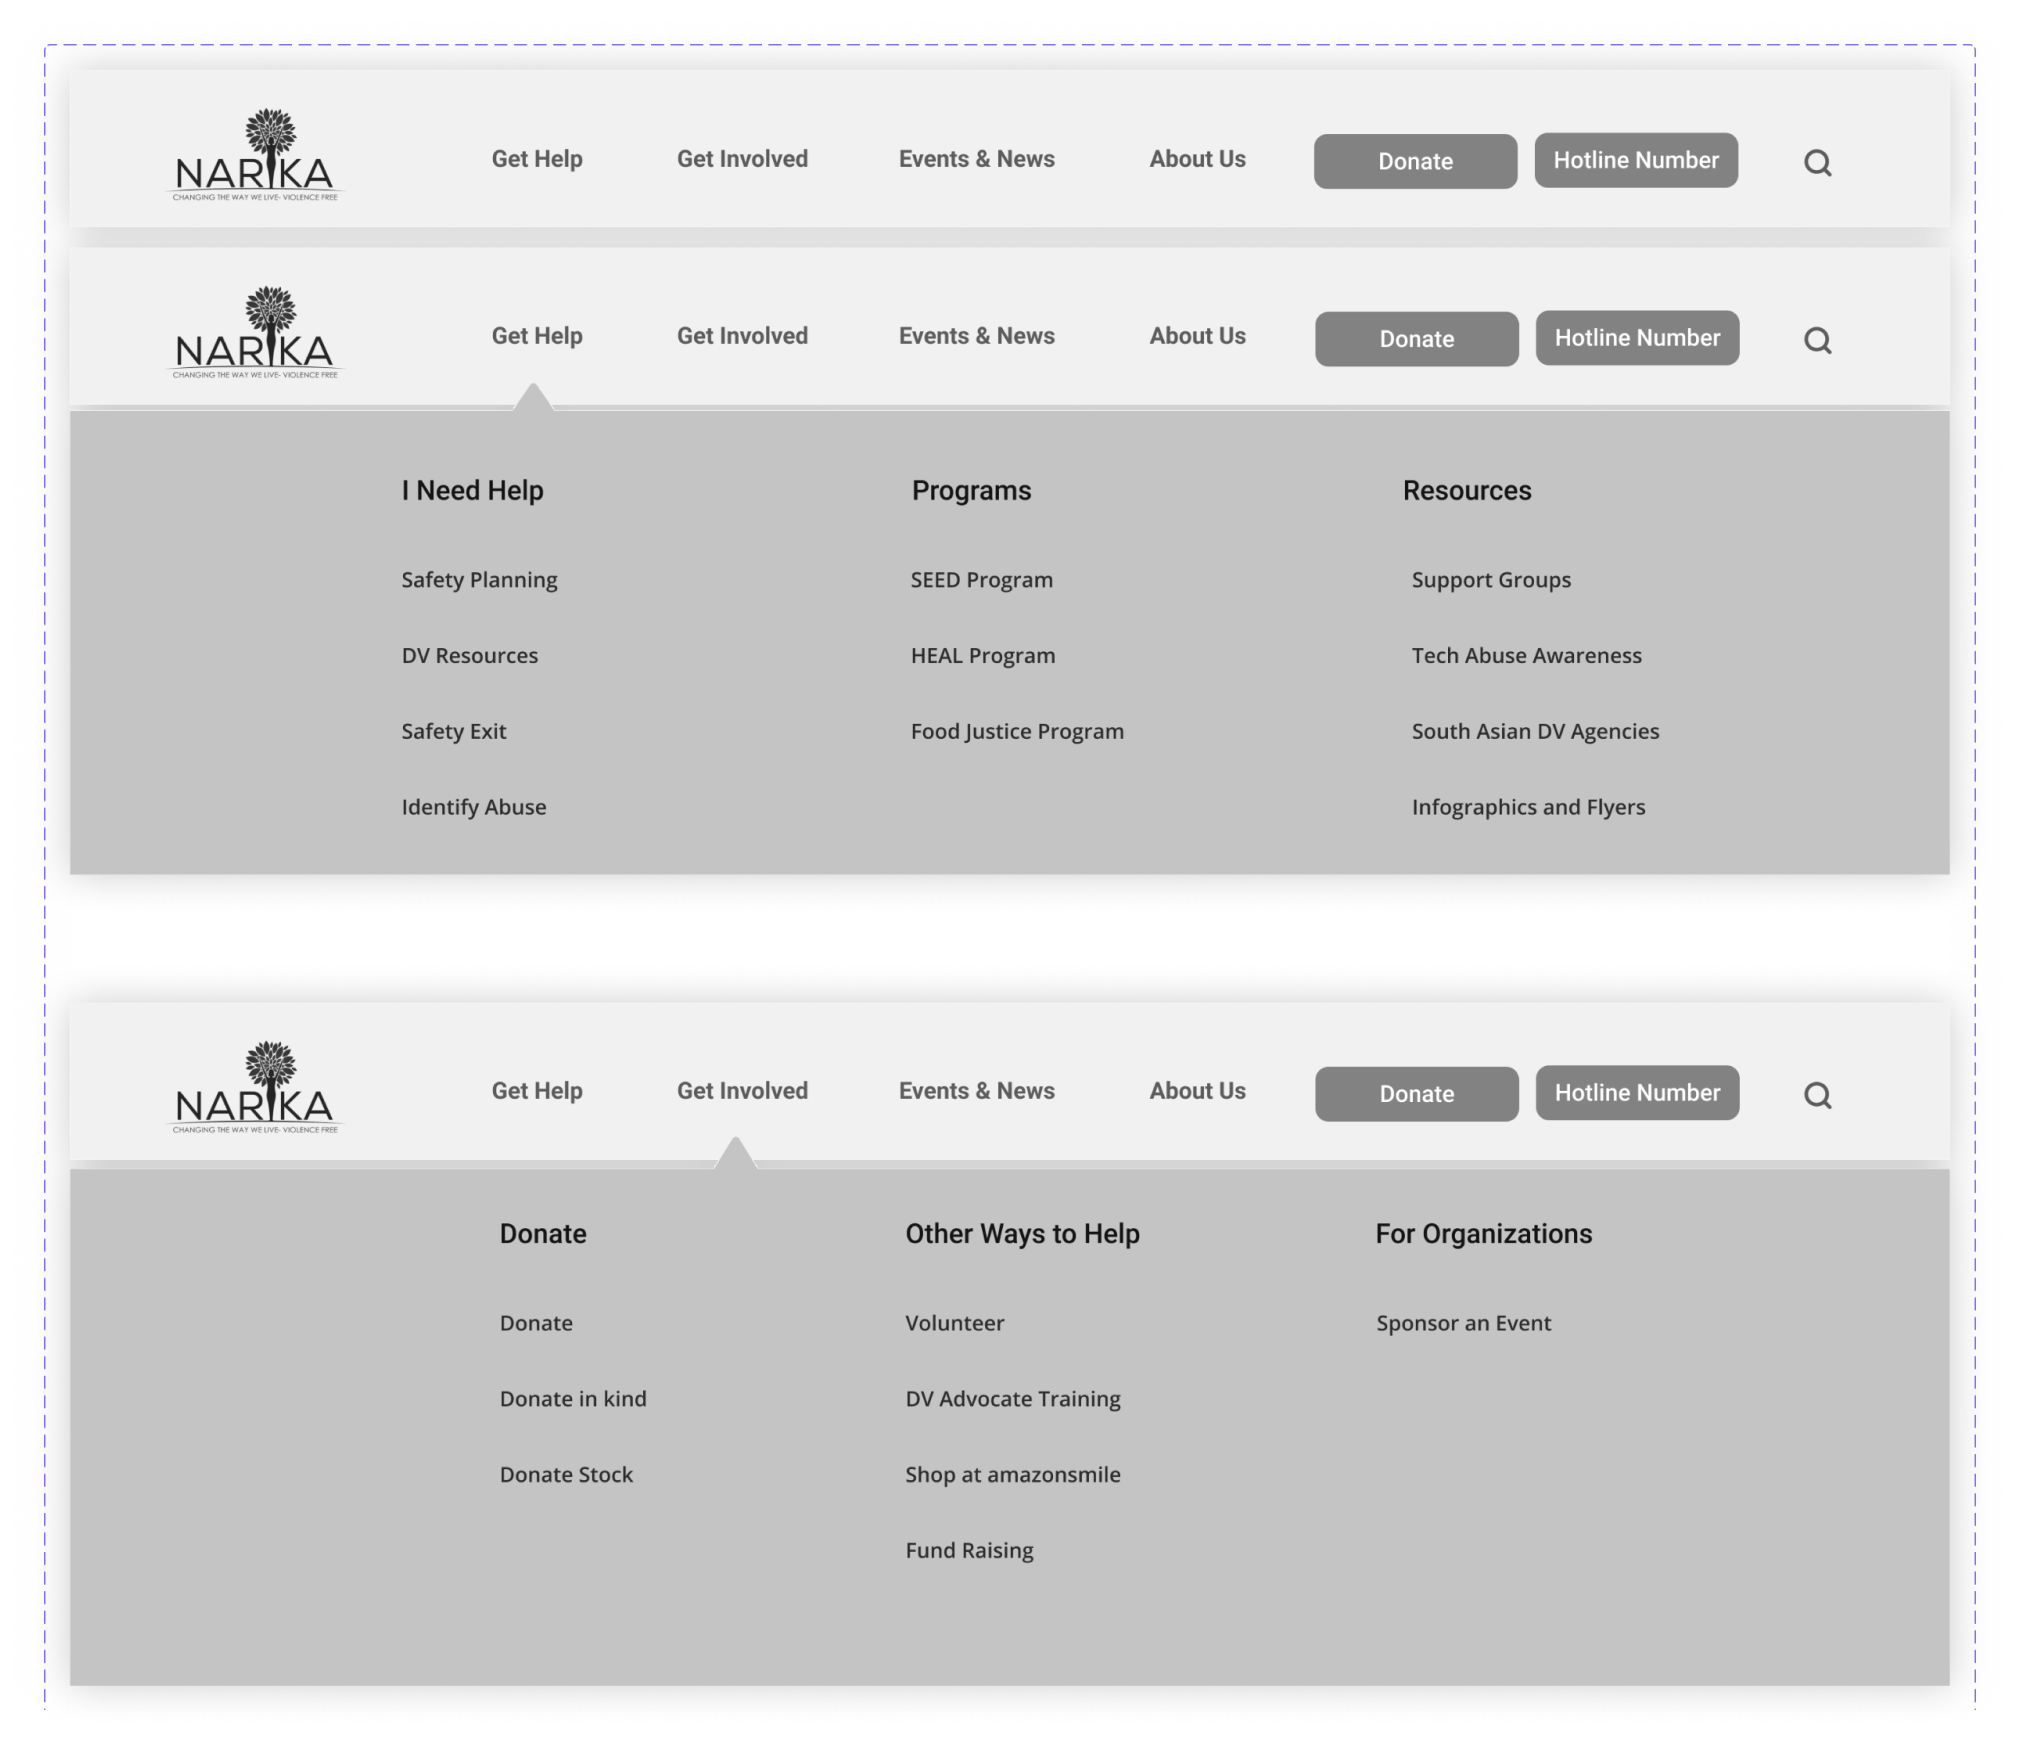 NARIKA
CHANGING THE WAY WE LIVE- VIOLENCE FREE
Get Help
Get Involved
Events & News
About Us
Donate
Hotline Number
NARIKA
CHANGING THE WAY WE LIVE- VIOLENCE FREE
Get Help
Get Involved
Events & News
About Us
Donate
Hotline Number
I Need Help
Safety Planning
DV Resources
Safety Exit
Identify Abuse
Programs
SEED Program
HEAL Program
Food Justice Program
Resources
Support Groups
Tech Abuse Awareness
South Asian DV Agencies
Infographics and Flyers
NARIKA
CHANGING THE WAY WE LIVE- VIOLENCE FREE
Get Help
Get Involved
Events & News
About Us
Donate
Hotline Number
Donate
Donate
Donate in kind
Donate Stock
Other Ways to Help
Volunteer
DV Advocate Training
Shop at amazonsmile
Fund Raising
For Organizations
Sponsor an Event